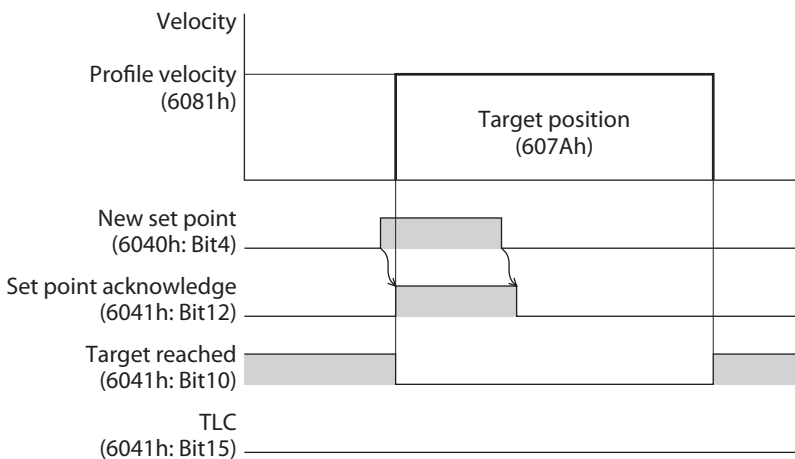 Velocity
Profile velocity
(6081h)
Target position
(607Ah)
New set point
(6040h: Bit4)
Set point acknowledge
(6041h: Bit12)
Target reached
(6041h: Bit10)
TLC
(6041h: Bit15)